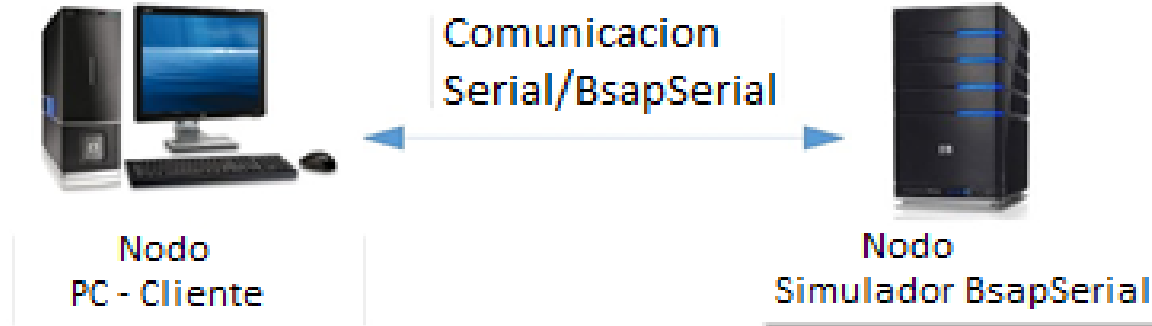 Comunicacion
Serial/BsapSerial
Nodo
PC - Cliente
Nodo
Simulador BsapSerial